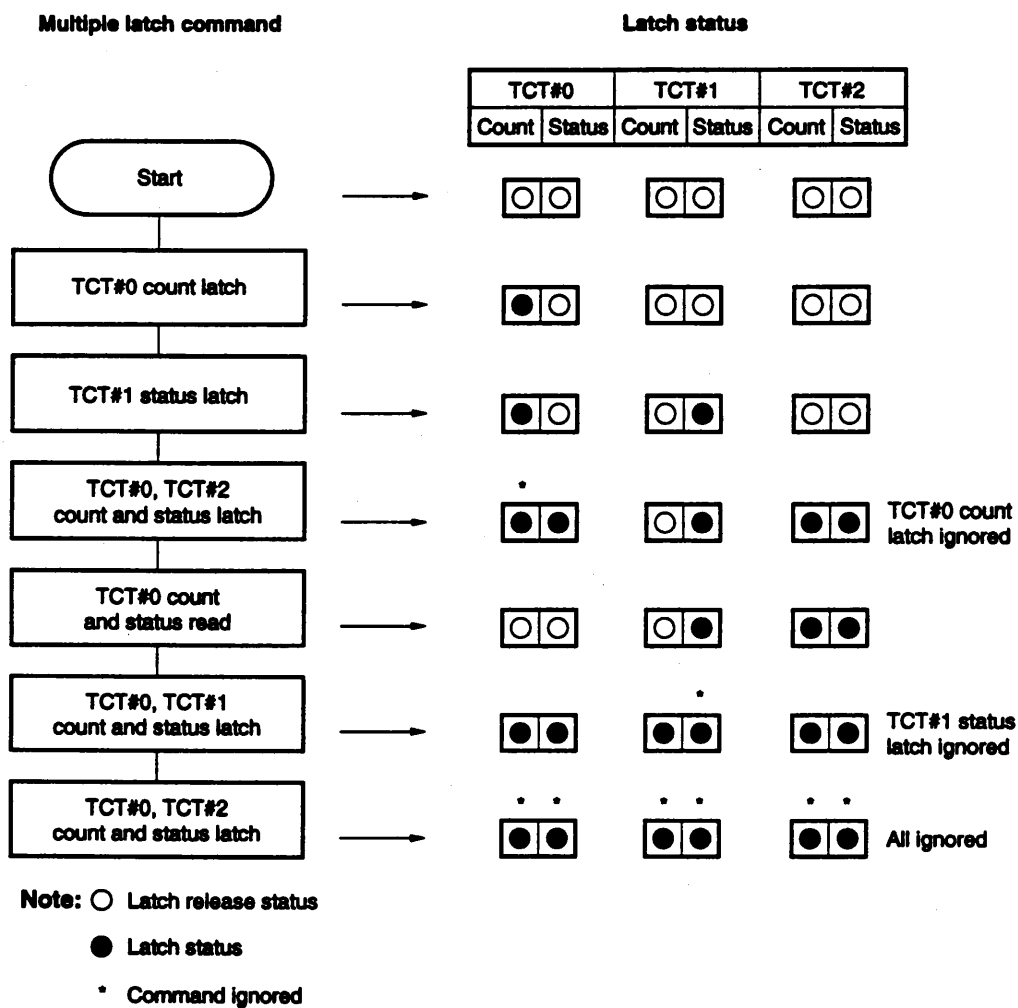 Multiple latch command
Latch status
TCT#0 TCT#1 TCT#2
Count Status Count Status Count Status
Start
TCT#0 count latch
TCT#1 status latch
*
TCT#0, TCT#2
count and status latch
TCT#0 count
latch ignored
TCT#0 count
and status read
*
TCT#0, TCT#1
count and status latch
TCT#1 status
latch ignored
* * * * * *
TCT#0, TCT#2
count and status latch
All ignored
Note: ○ Latch release status
● Latch status
* Command ignored